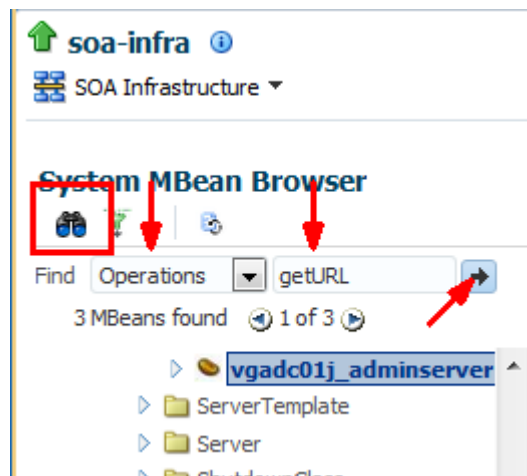 soa-infra
SOA Infrastructure
System MBean Browser
Find Operations getURL
3 MBeans found 1 of 3
vgadc01j_adminserver
ServerTemplate
Server
ShutdownClass